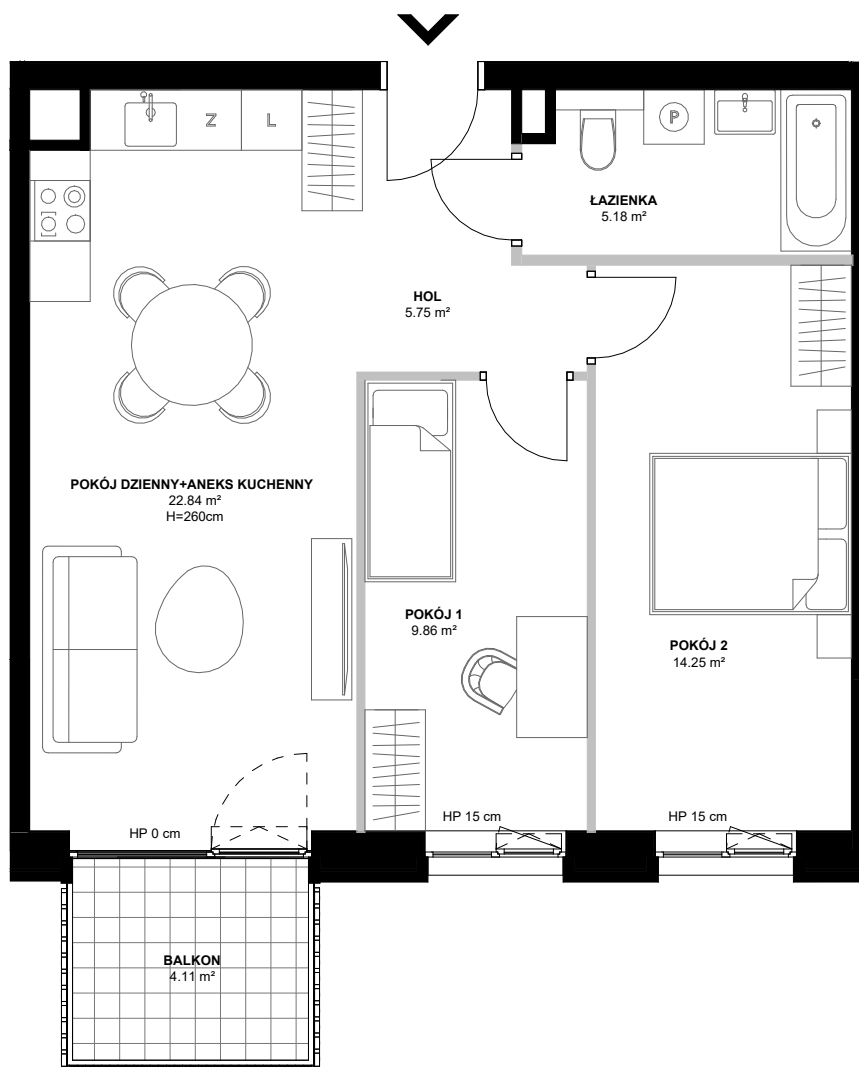 Z
L
P
ŁAZIENKA
5.18 m²
HOL
5.75 m²
POKÓJ DZIENNY+ANEKS KUCHENNY
22.84 m²
H=260cm
POKÓJ 1
9.86 m²
POKÓJ 2
14.25 m²
HP 0 cm
HP 15 cm
HP 15 cm
BALKON
4.11 m²